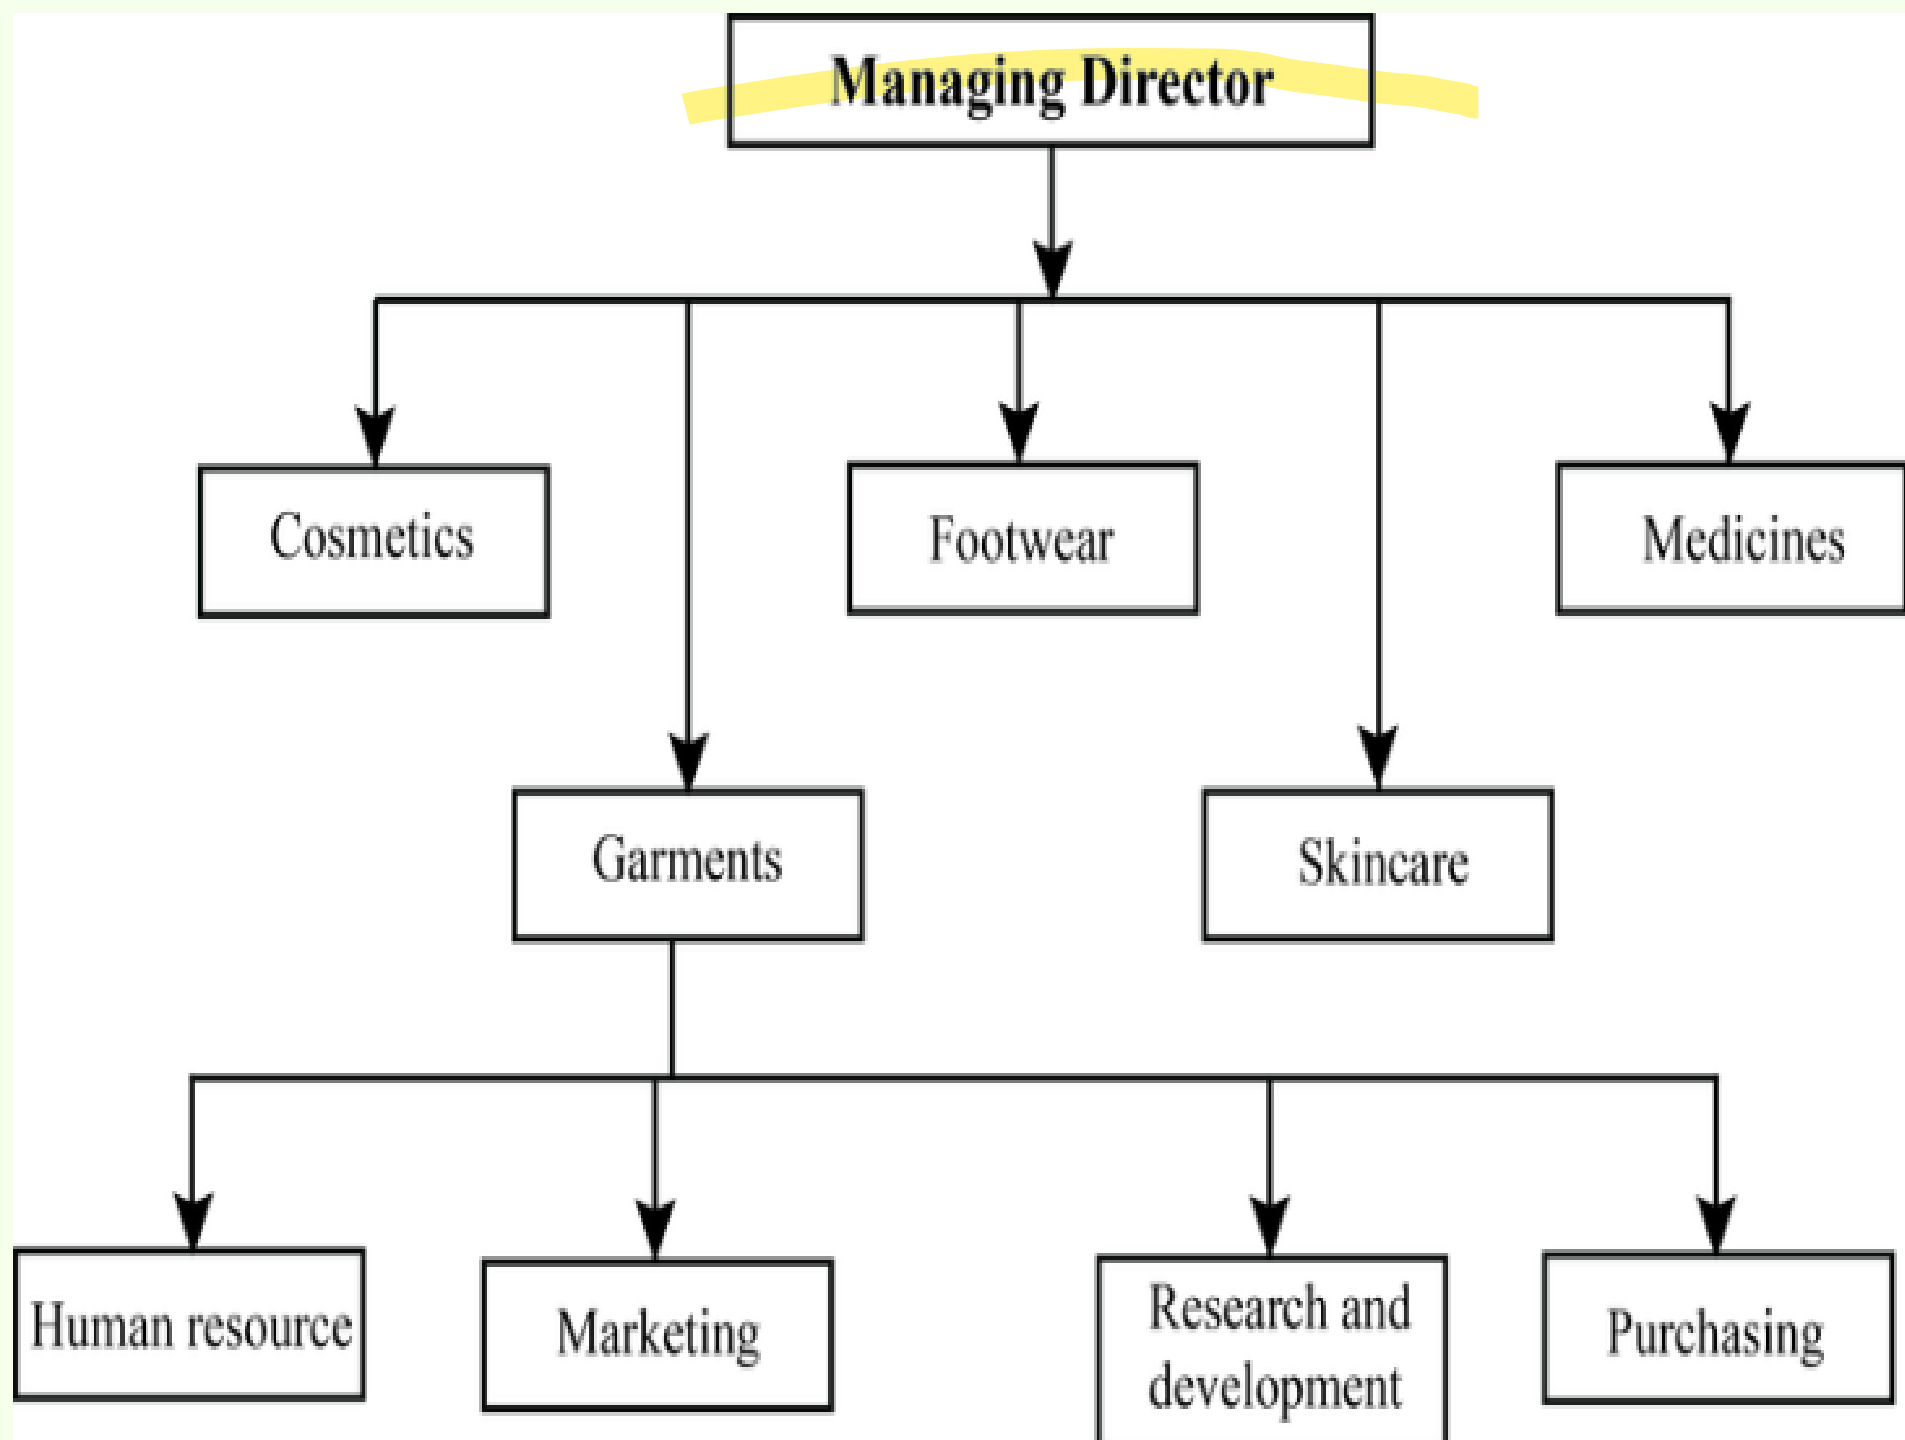 Managing Director
Cosmetics
Footwear
Medicines
Garments
Skincare
Human resource
Marketing
Research and
development
Purchasing